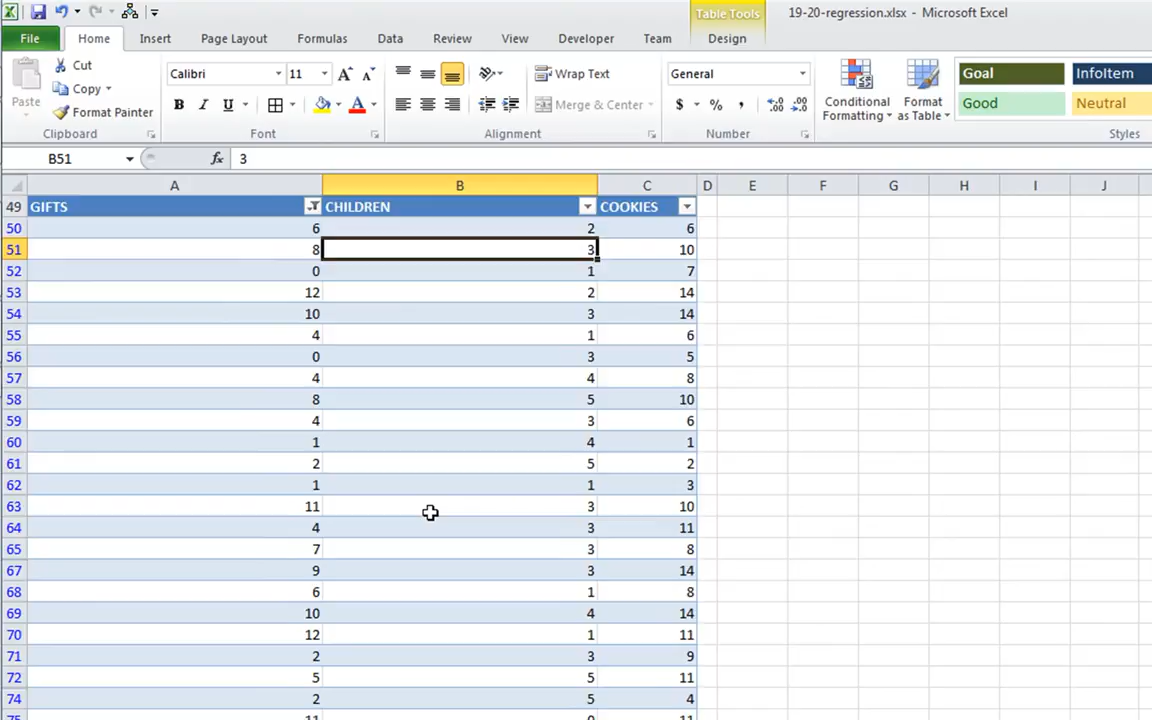 Table Tools
19-20-regression.xlsx - Microsoft Excel
File Home Insert Page Layout Formulas Data Review View Developer Team Design
Paste
Cut
Copy
Format Painter
Calibri 11
B I U
A A
Wrap Text
Merge & Center
General
$ % ,
Conditional Formatting
Format as Table
Goal InfoItem
Good Neutral
Clipboard Font Alignment Number Styles
B51 fx 3
A B C D E F G H I J
49 GIFTS CHILDREN COOKIES
50 6 2 6
51 8 3 10
52 0 1 7
53 12 2 14
54 10 3 14
55 4 1 6
56 0 3 5
57 4 4 8
58 8 5 10
59 4 3 6
60 1 4 1
61 2 5 2
62 1 1 3
63 11 3 10
64 4 3 11
65 7 3 8
66 9 3 14
68 6 1 8
69 10 4 14
70 12 1 11
71 2 3 9
72 5 5 11
74 2 5 4
75 11 0 11